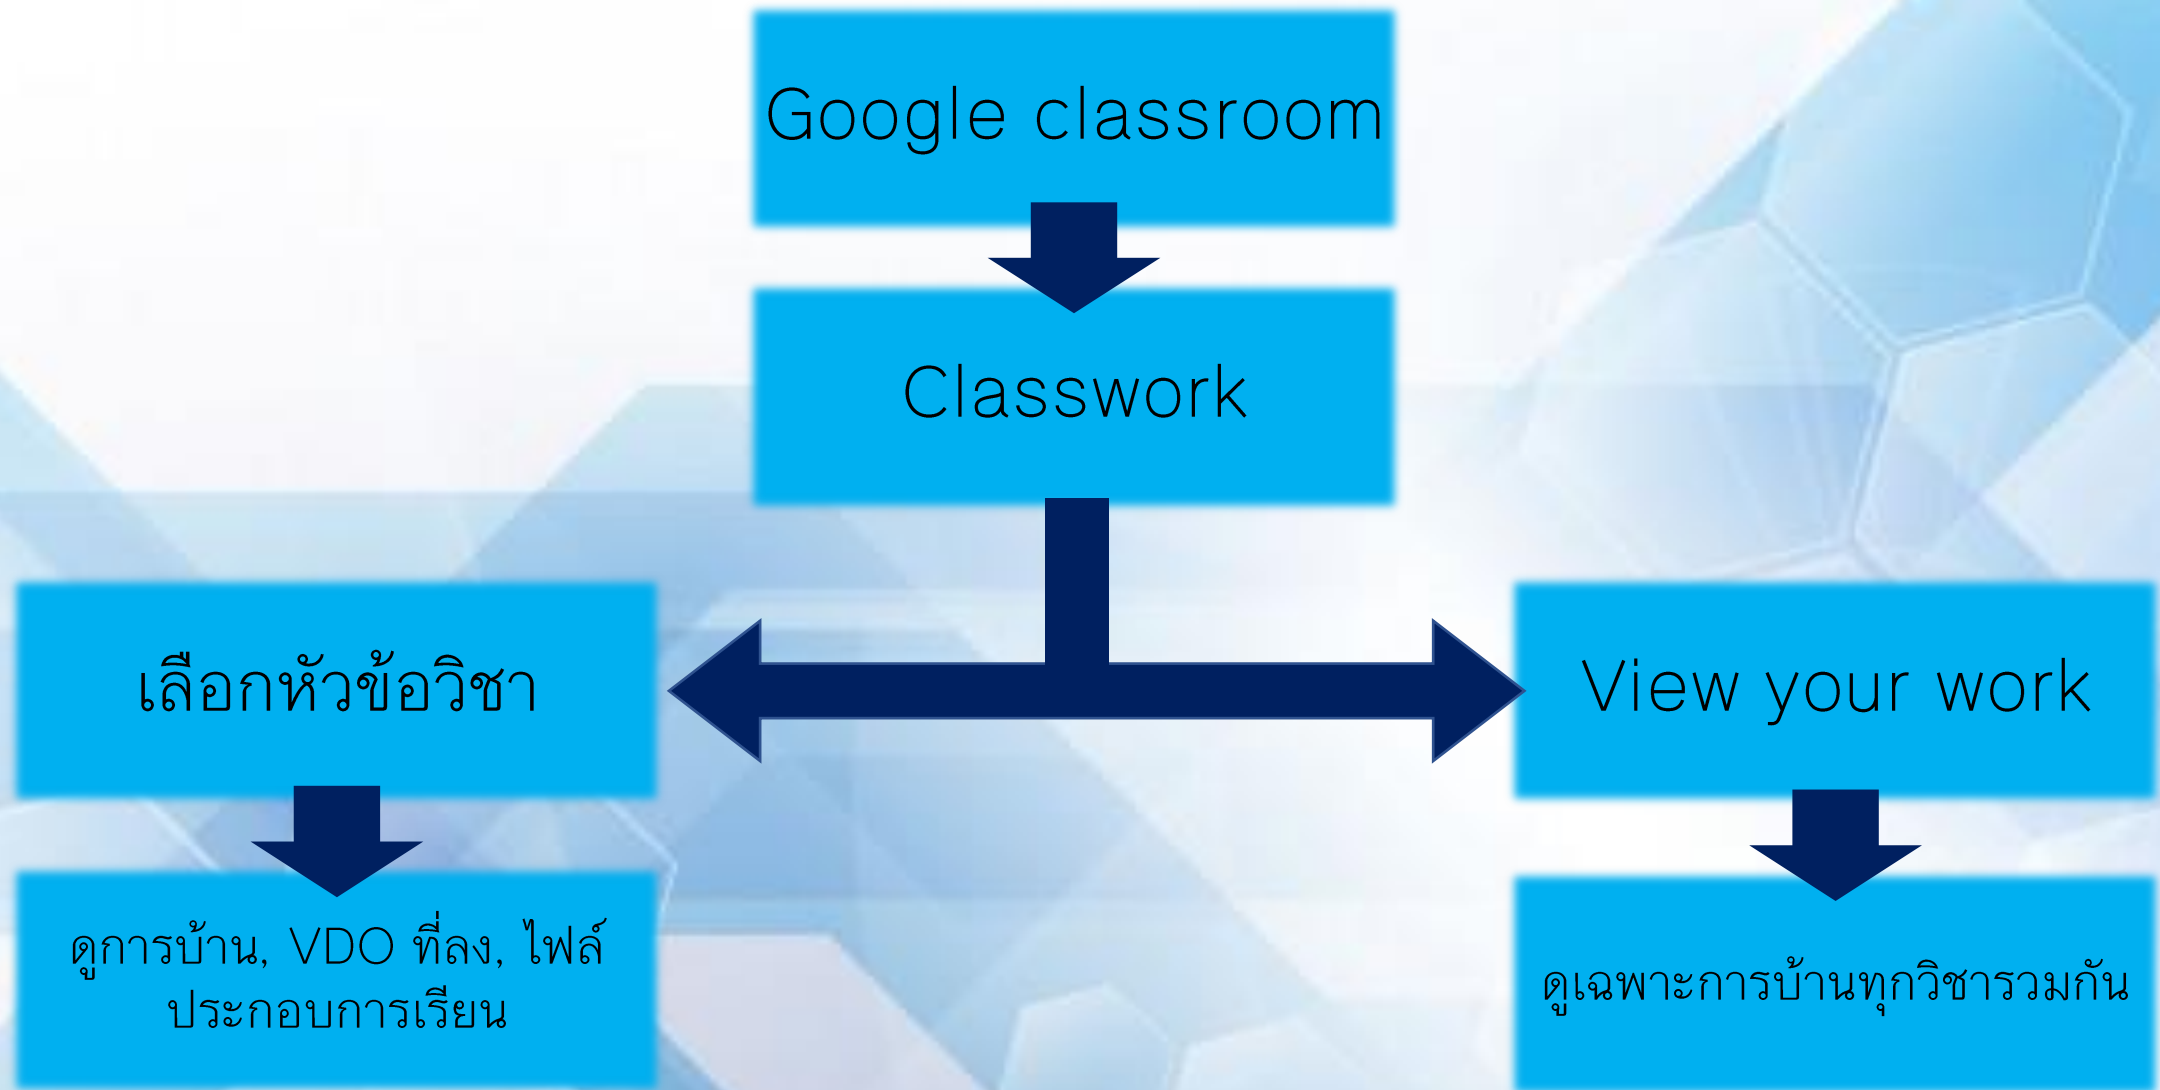 Google classroom
Classwork
เลือกหัวข้อวิชา
View your work
ดูการบ้าน, VDO ที่ลง, ไฟล์
ประกอบการเรียน
ดูเฉพาะการบ้านทุกวิชารวมกัน